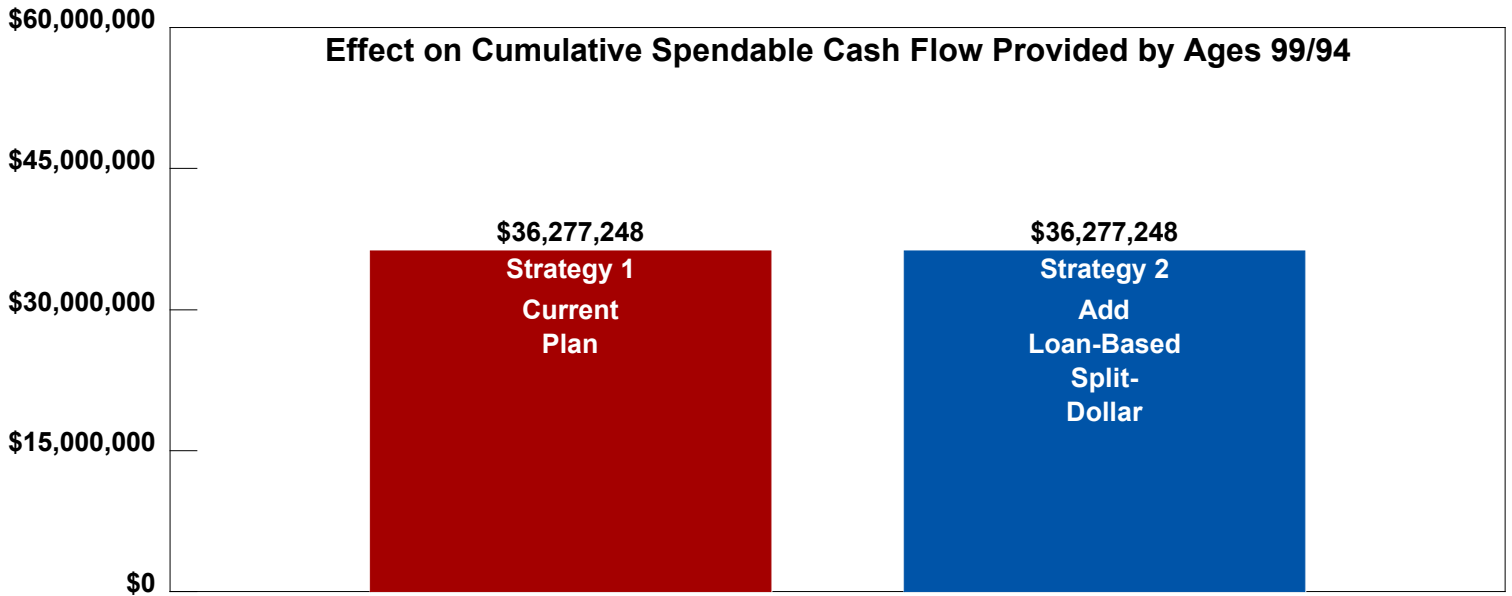 $60,000,000
Effect on Cumulative Spendable Cash Flow Provided by Ages 99/94
$45,000,000
$36,277,248
$36,277,248
Strategy 1
Current
Plan
Strategy 2
Add
Loan-Based
Split-
Dollar
$30,000,000
$15,000,000
$0